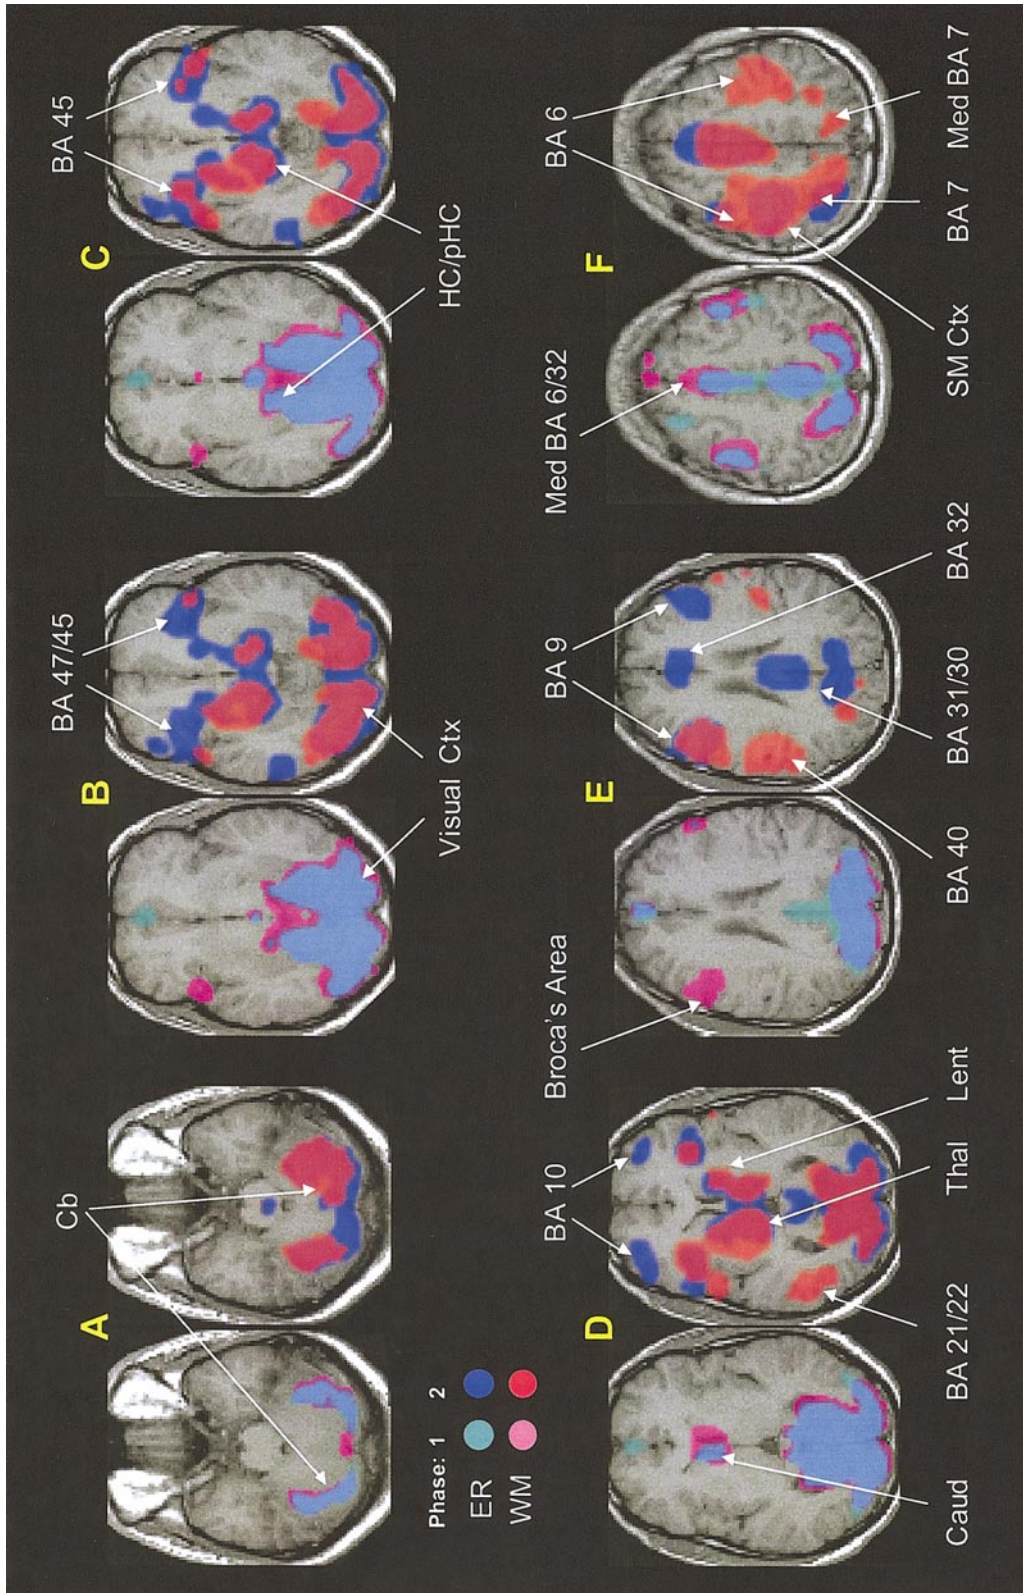 A
B
C
Cb
BA 47/45
BA 45
Visual Ctx
HC/pHC
Phase: 1 2
ER
WM
D
E
F
BA 10
Broca's Area
BA 9
Med BA 6/32
BA 6
Caud
BA 21/22
Thal
Lent
BA 40
BA 31/30
BA 32
SM Ctx
BA 7
Med BA 7